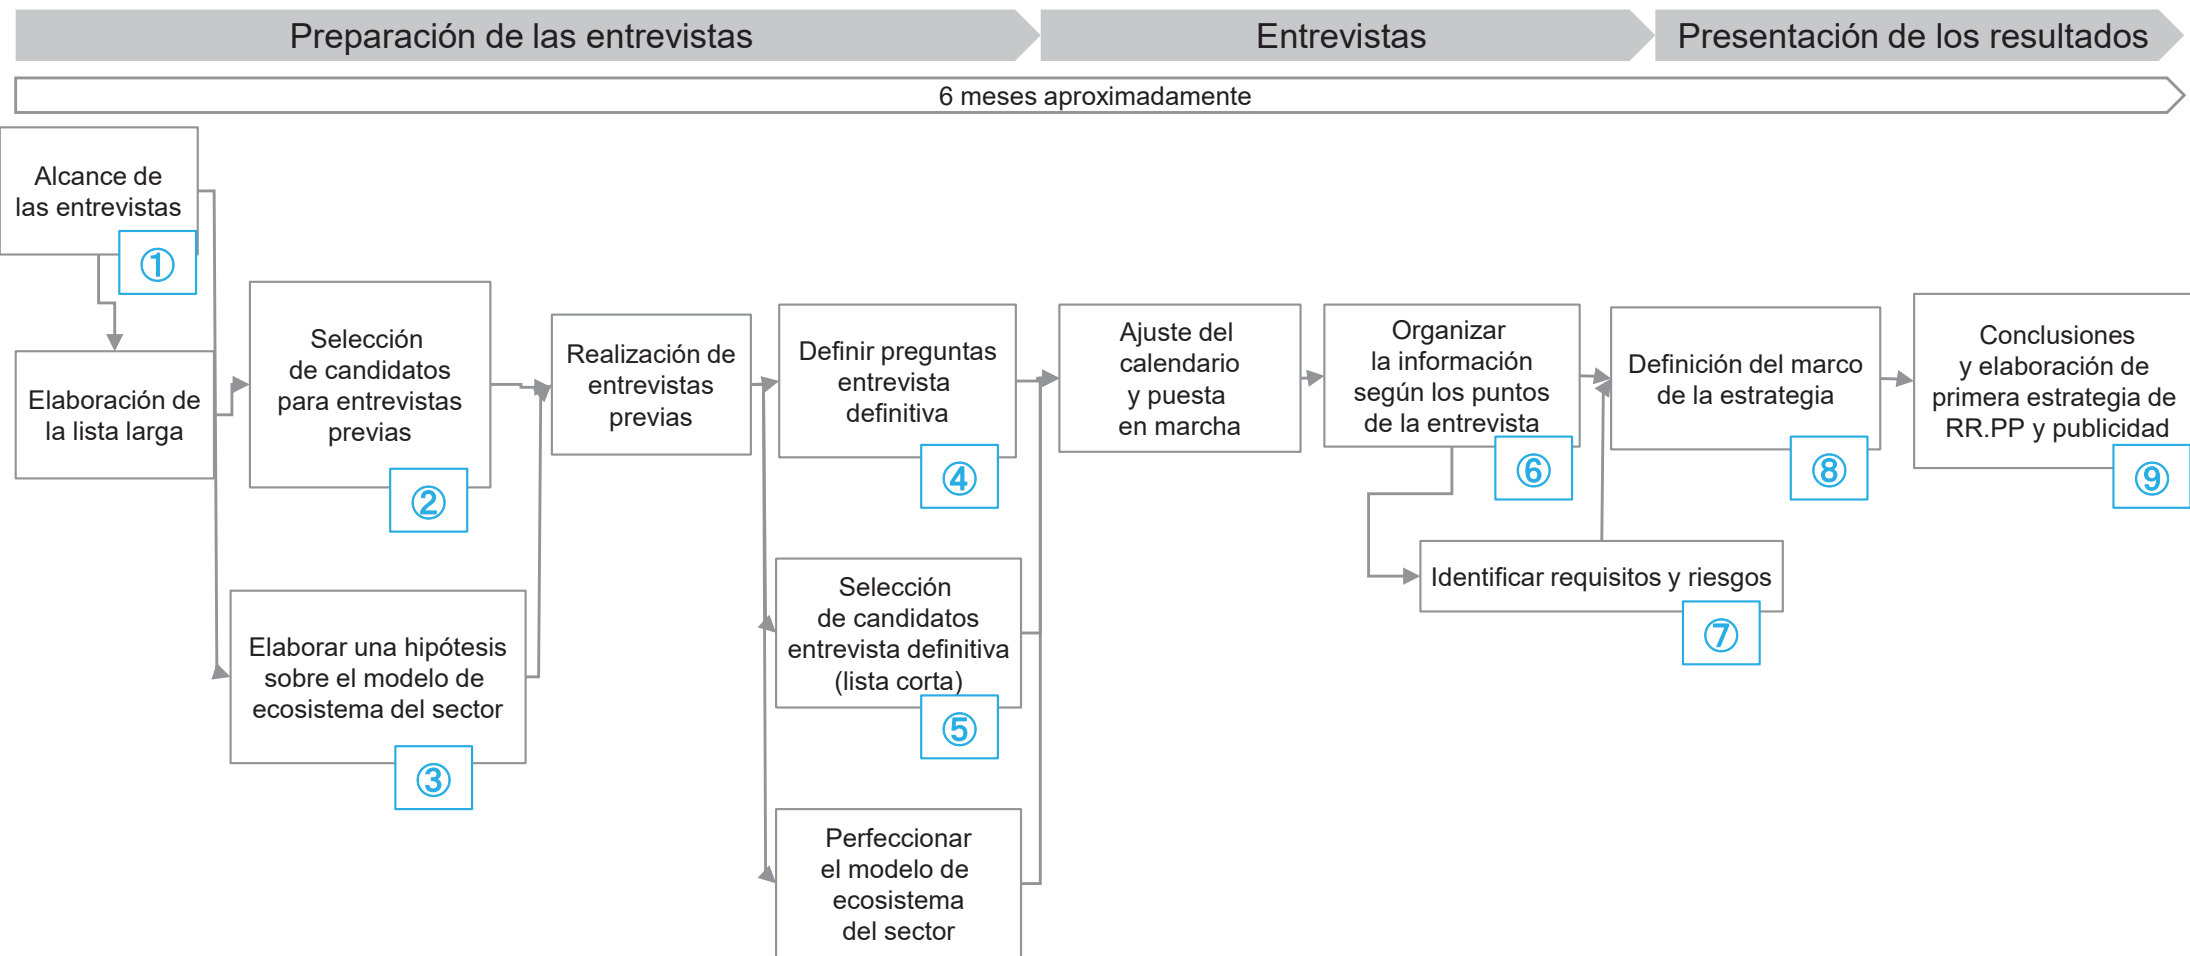 Preparación de las entrevistas
Entrevistas
Presentación de los resultados
6 meses aproximadamente
Alcance de
las entrevistas
①
Elaboración de
la lista larga
Selección
de candidatos
para entrevistas
previas
②
Elaborar una hipótesis
sobre el modelo de
ecosistema del sector
③
Realización de
entrevistas
previas
Definir preguntas
entrevista
definitiva
④
Selección
de candidatos
entrevista definitiva
(lista corta)
⑤
Perfeccionar
el modelo de
ecosistema
del sector
Ajuste del
calendario
y puesta
en marcha
Organizar
la información
según los puntos
de la entrevista
⑥
Identificar requisitos y riesgos
⑦
Definición del marco
de la estrategia
⑧
Conclusiones
y elaboración de
primera estrategia de
RR.PP y publicidad
⑨